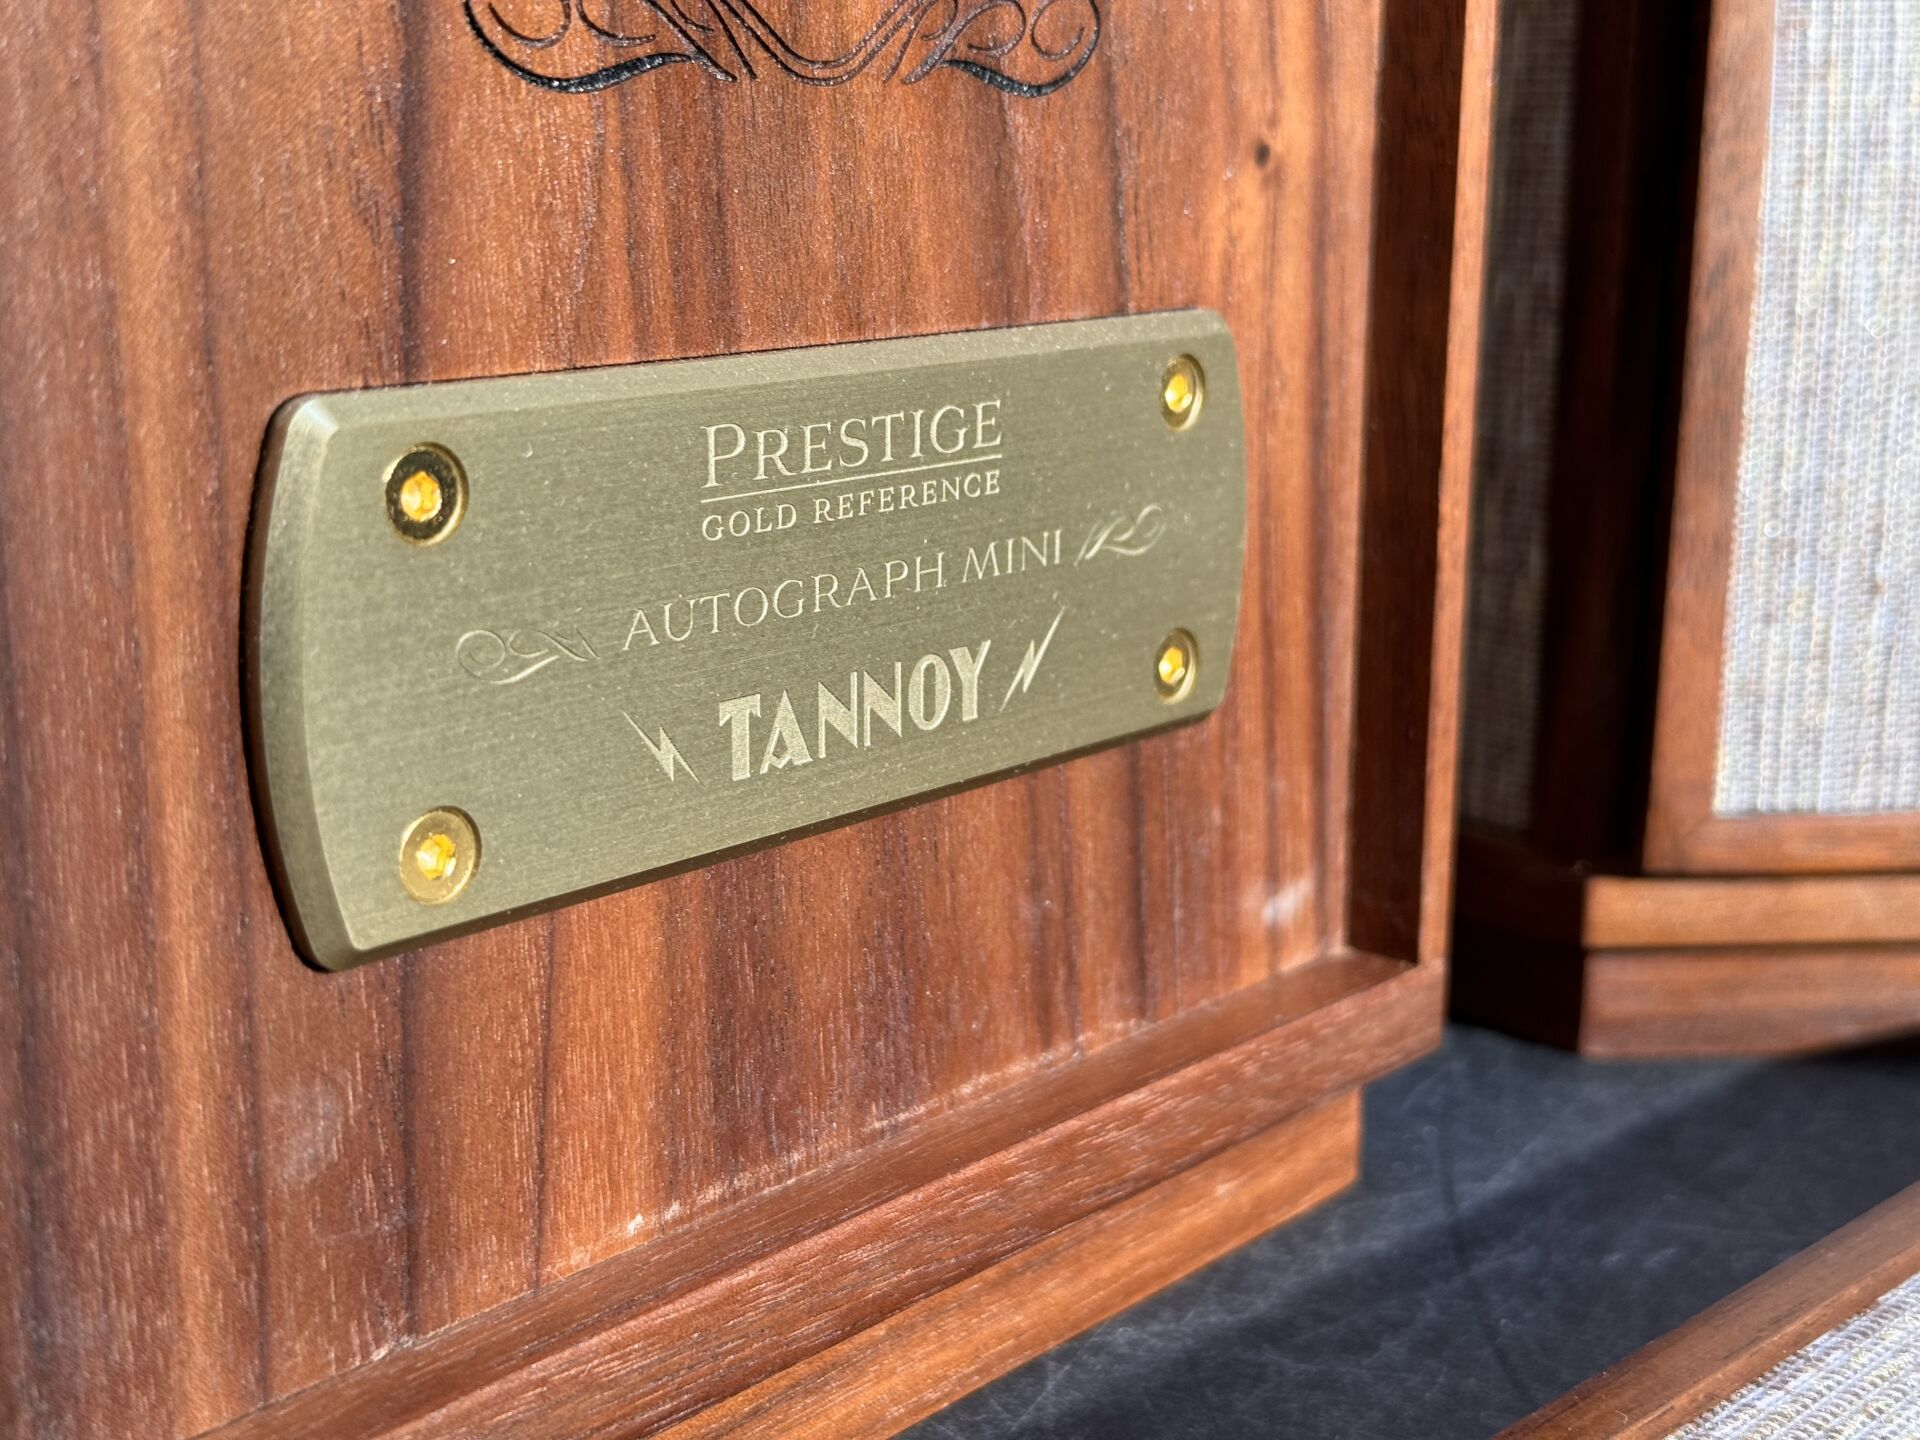 PRESTIGE
GOLD REFERENCE
AUTOGRAPH MINI
TANNOY